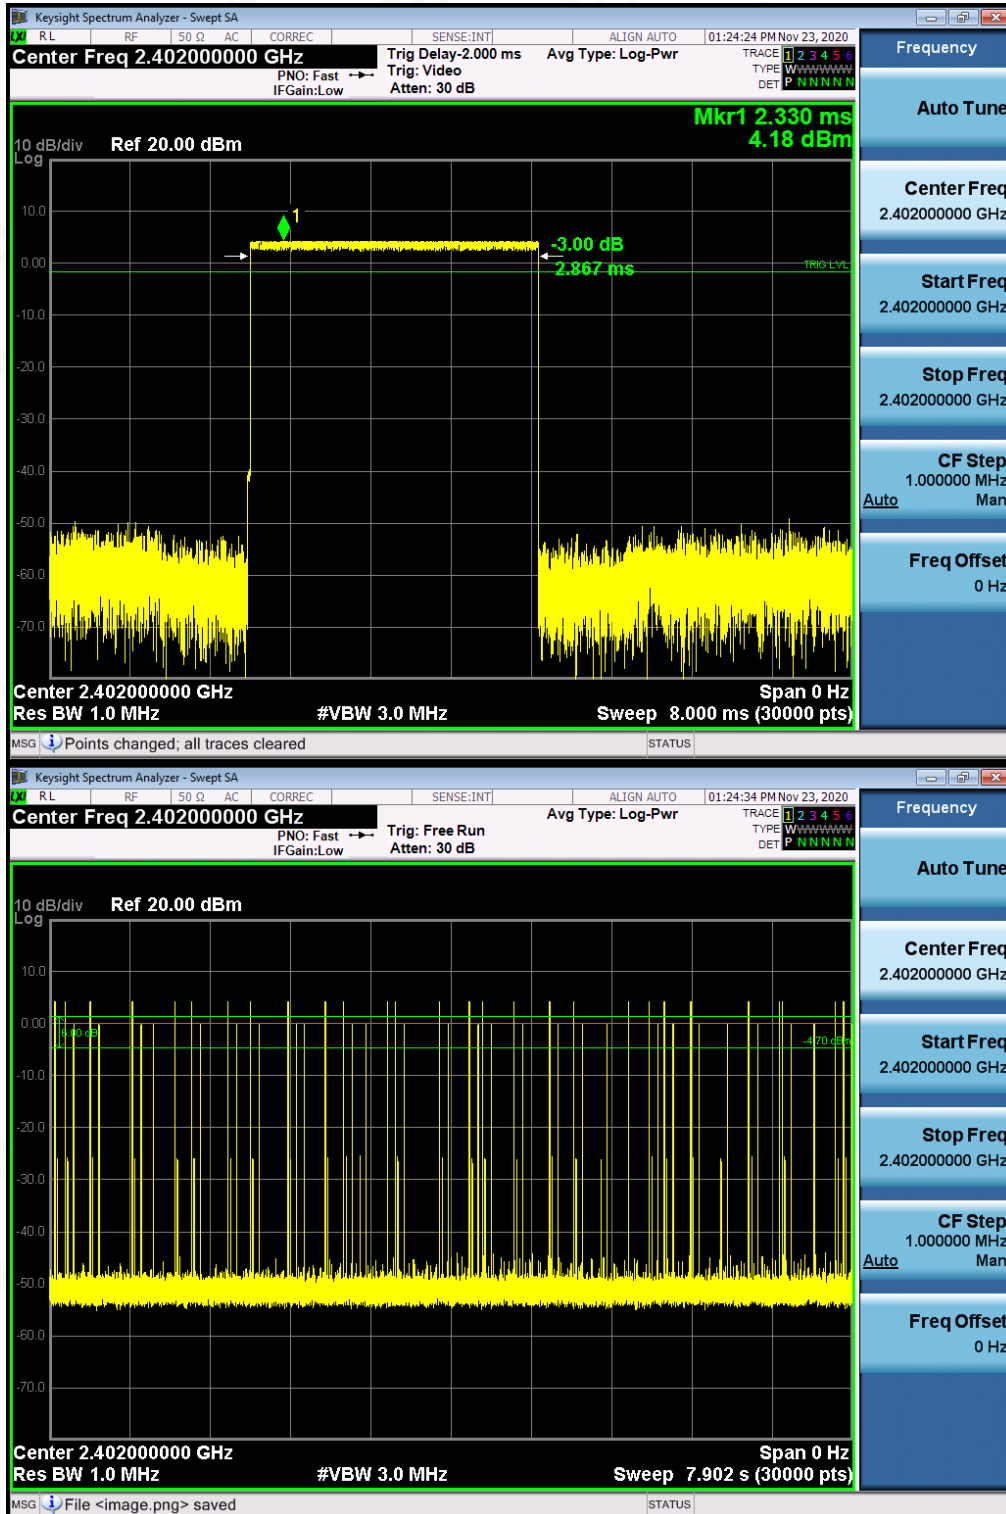 Keysight Spectrum Analyzer - Swept SA
LXI RL RF 50 Ω AC CORREC SENSE:INT ALIGN AUTO 01:24:24 PM Nov 23, 2020
Center Freq 2.402000000 GHz
PNO: Fast
IFGain:Low
Trig Delay-2.000 ms
Trig: Video
Atten: 30 dB
Avg Type: Log-Pwr
TRACE 1 2 3 4 5 6
TYPE WWWWWW
DET P N N N N N
Mkr1 2.330 ms
4.18 dBm
10 dB/div Ref 20.00 dBm
Log
10.0
1
-3.00 dB
2.867 ms
0.00
TRIG LVL
-10.0
-20.0
-30.0
-40.0
-50.0
-60.0
-70.0
Center 2.402000000 GHz Span 0 Hz
Res BW 1.0 MHz #VBW 3.0 MHz Sweep 8.000 ms (30000 pts)
MSG Points changed; all traces cleared STATUS
Frequency
Auto Tune
Center Freq
2.402000000 GHz
Start Freq
2.402000000 GHz
Stop Freq
2.402000000 GHz
CF Step
1.000000 MHz
Auto Man
Freq Offset
0 Hz
Keysight Spectrum Analyzer - Swept SA
LXI RL RF 50 Ω AC CORREC SENSE:INT ALIGN AUTO 01:24:34 PM Nov 23, 2020
Center Freq 2.402000000 GHz
PNO: Fast
IFGain:Low
Trig: Free Run
Atten: 30 dB
Avg Type: Log-Pwr
TRACE 1 2 3 4 5 6
TYPE WWWWWW
DET P N N N N N
10 dB/div Ref 20.00 dBm
Log
10.0
0.00
6.00 dB
-4.70 dBm
-10.0
-20.0
-30.0
-40.0
-50.0
-60.0
-70.0
Center 2.402000000 GHz Span 0 Hz
Res BW 1.0 MHz #VBW 3.0 MHz Sweep 7.902 s (30000 pts)
MSG File <image.png> saved STATUS
Frequency
Auto Tune
Center Freq
2.402000000 GHz
Start Freq
2.402000000 GHz
Stop Freq
2.402000000 GHz
CF Step
1.000000 MHz
Auto Man
Freq Offset
0 Hz